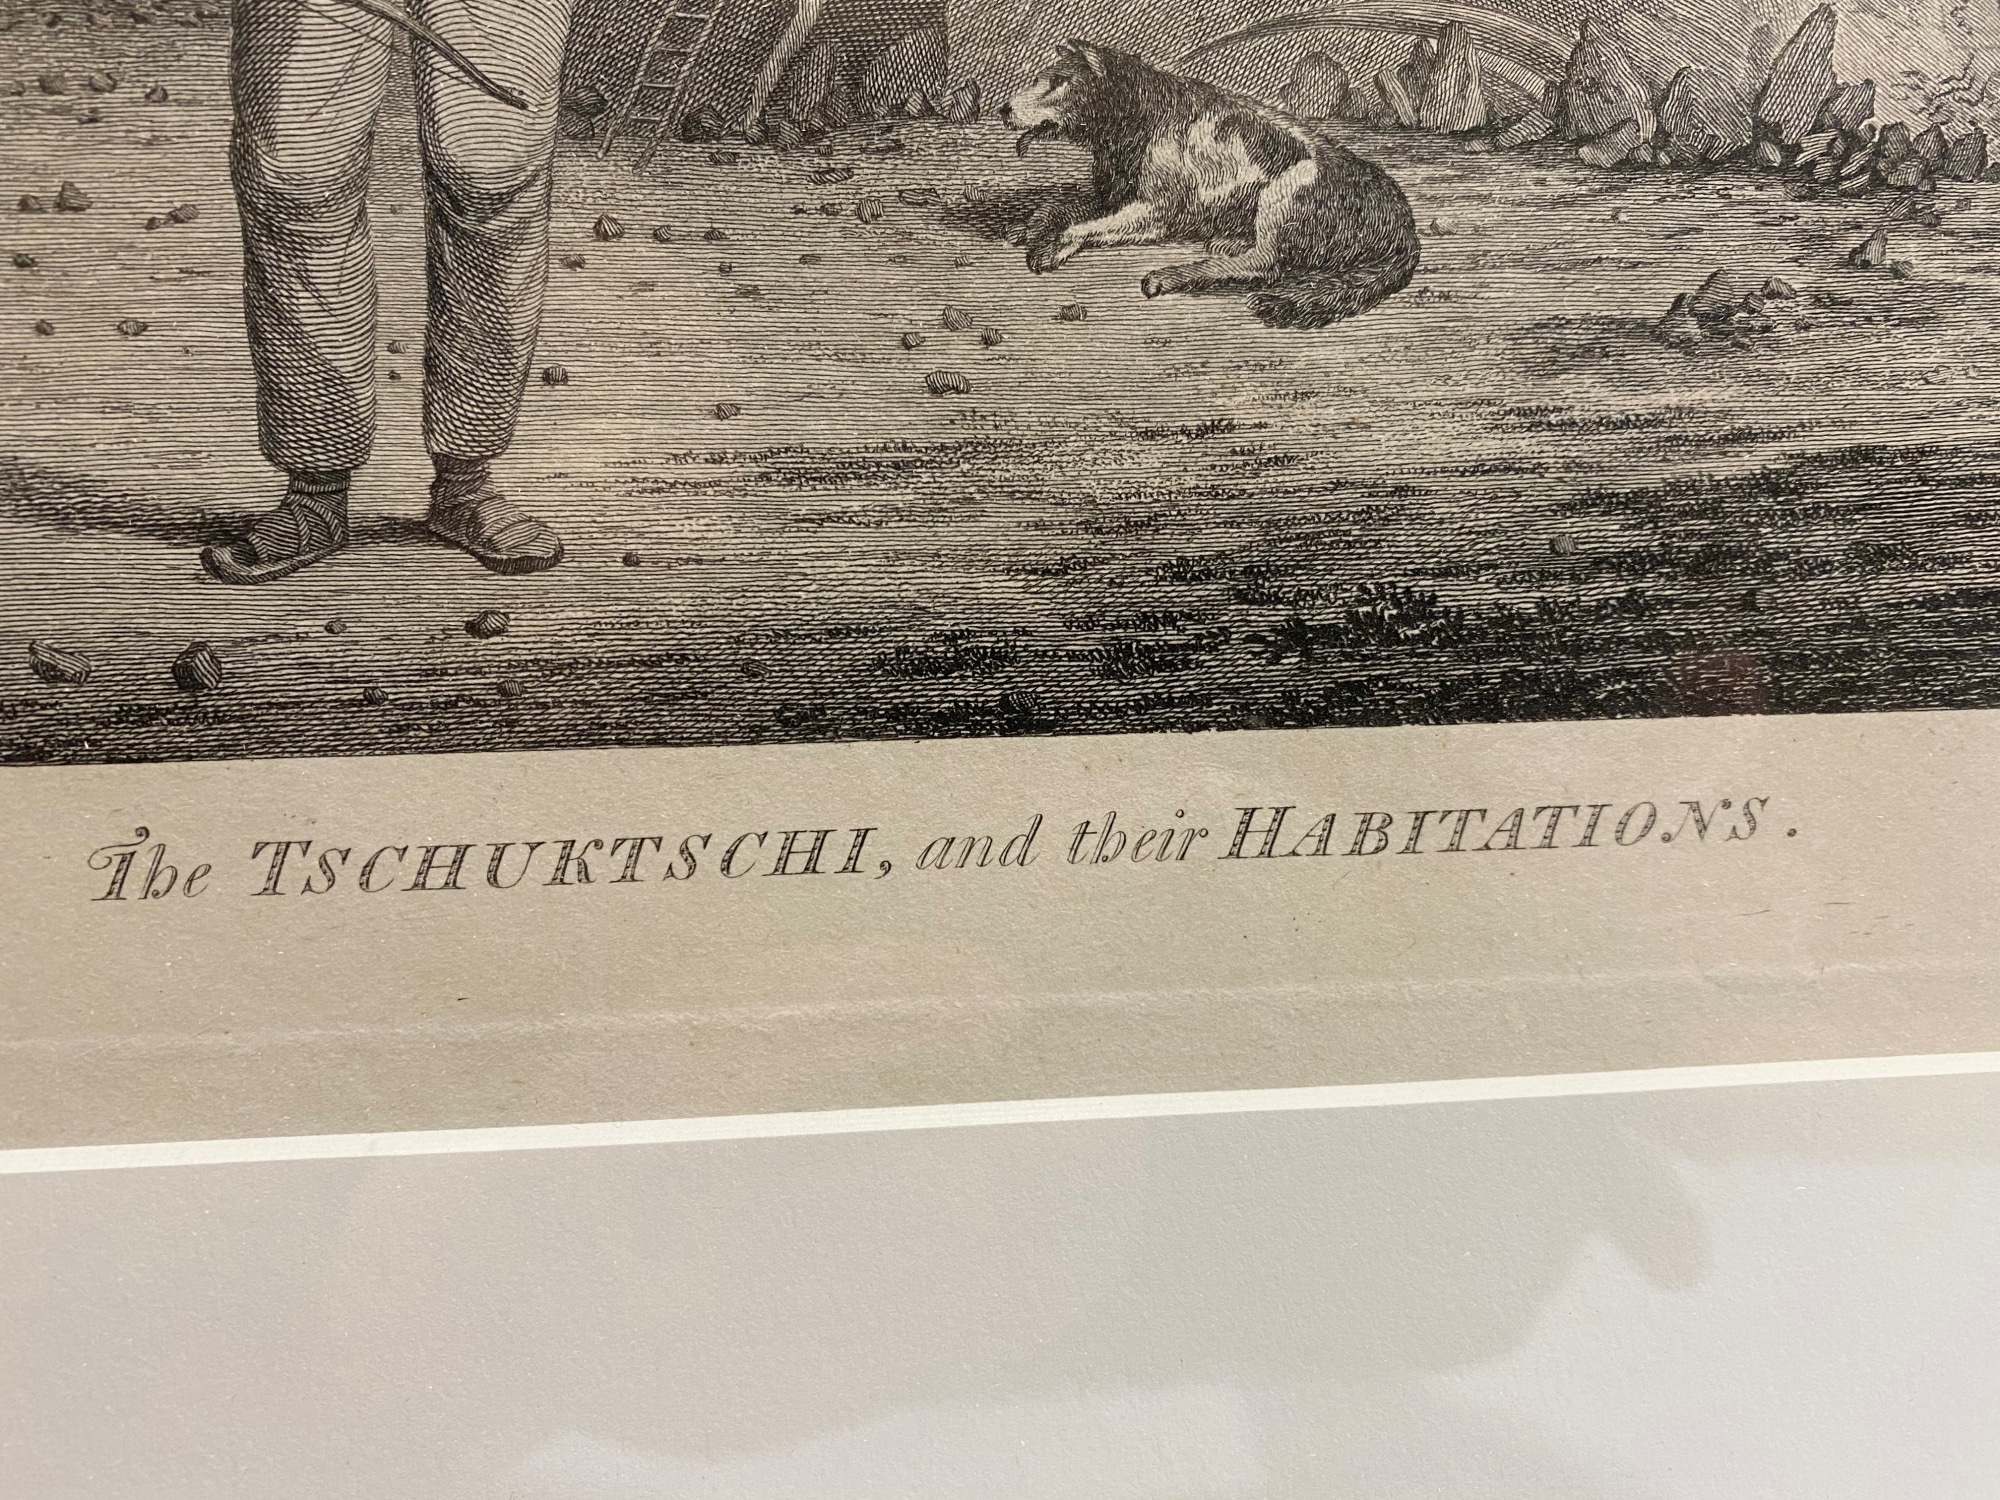 The TSCHUKTSCHI, and their HABITATIONS.